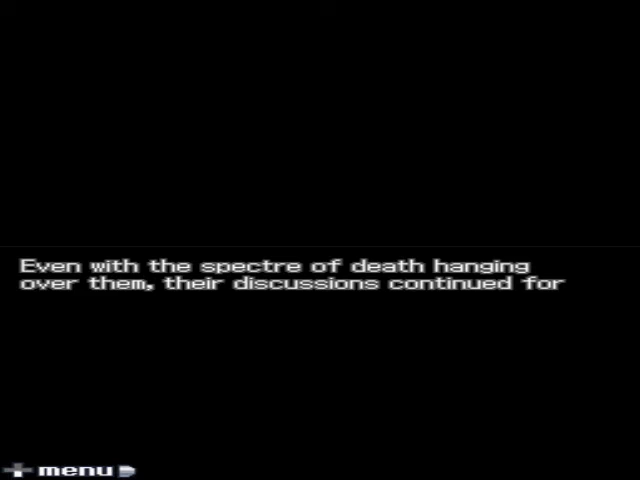 Even with the spectre of death hanging
over them, their discussions continued for
menu